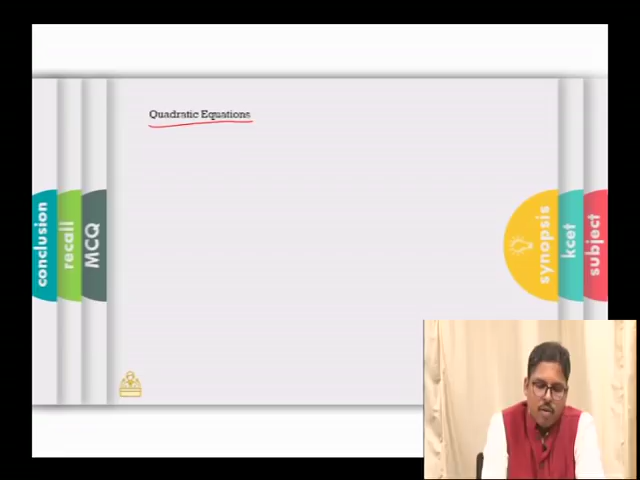 Quadratic Equations
conclusion
recall
MCQ
synopsis
kcet
subject